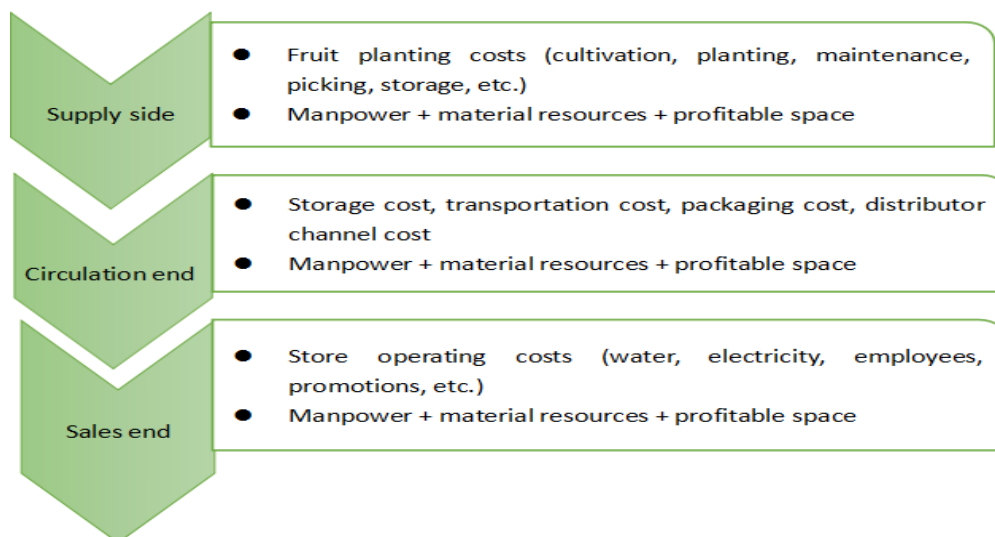 Supply side
● Fruit planting costs (cultivation, planting, maintenance,
picking, storage, etc.)
● Manpower + material resources + profitable space
Circulation end
● Storage cost, transportation cost, packaging cost, distributor
channel cost
● Manpower + material resources + profitable space
Sales end
● Store operating costs (water, electricity, employees,
promotions, etc.)
● Manpower + material resources + profitable space